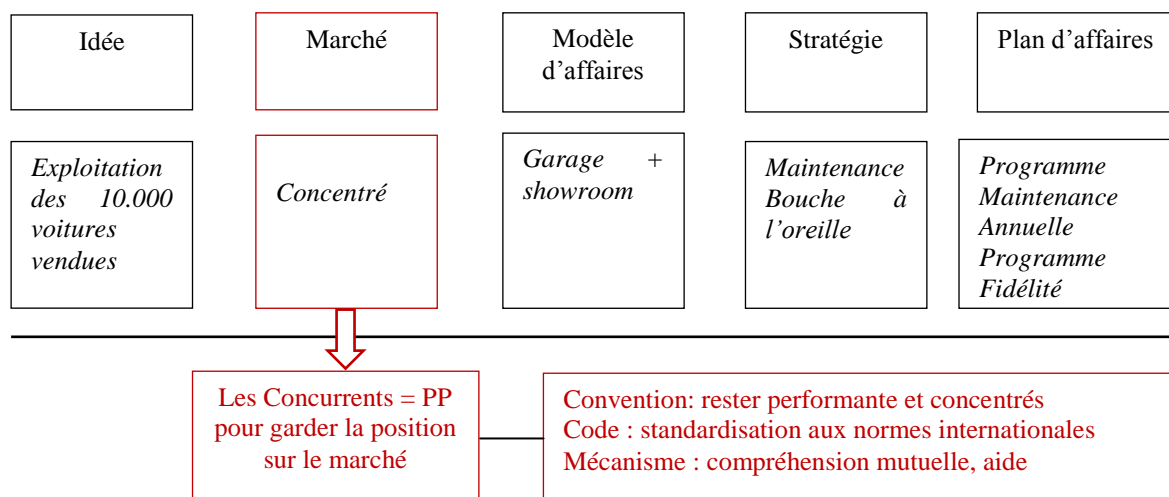 Idée
Marché
Modèle
d'affaires
Stratégie
Plan d'affaires
Exploitation
des 10.000
voitures
vendues
Concentré
Garage +
showroom
Maintenance
Bouche à
l'oreille
Programme
Maintenance
Annuelle
Programme
Fidélité
Les Concurrents = PP
pour garder la position
sur le marché
Convention: rester performante et concentrés
Code : standardisation aux normes internationales
Mécanisme : compréhension mutuelle, aide